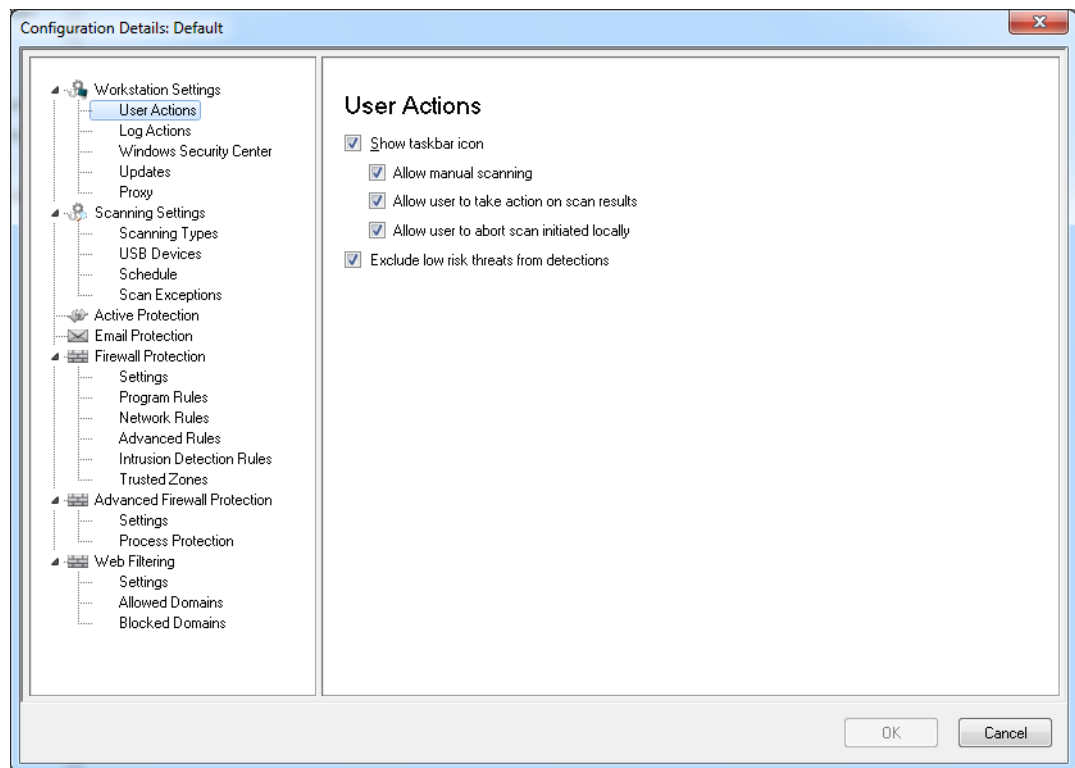 Configuration Details: Default
Workstation Settings
User Actions
Log Actions
Windows Security Center
Updates
Proxy
Scanning Settings
Scanning Types
USB Devices
Schedule
Scan Exceptions
Active Protection
Email Protection
Firewall Protection
Settings
Program Rules
Network Rules
Advanced Rules
Intrusion Detection Rules
Trusted Zones
Advanced Firewall Protection
Settings
Process Protection
Web Filtering
Settings
Allowed Domains
Blocked Domains
User Actions
Show taskbar icon
Allow manual scanning
Allow user to take action on scan results
Allow user to abort scan initiated locally
Exclude low risk threats from detections
OK
Cancel